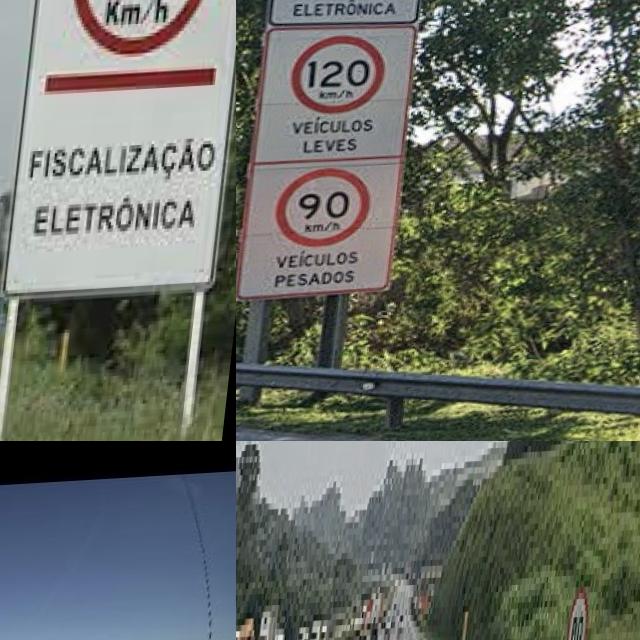 Km/h
FISCALIZAÇÃO
ELETRÔNICA
ELETRÔNICA
120
km/h
VEÍCULOS
LEVES
90
km/h
VEÍCULOS
PESADOS